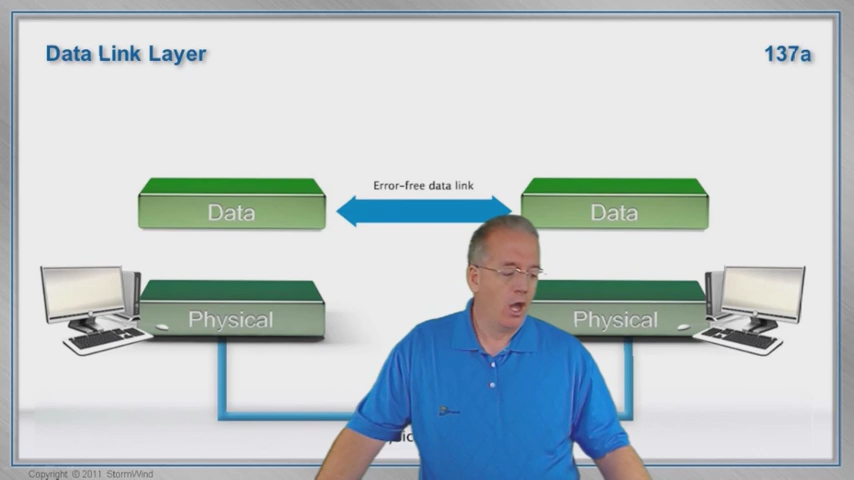 Data Link Layer
137a
Error-free data link
Data
Data
Physical
Physical
Copyright © 2011 StormWind